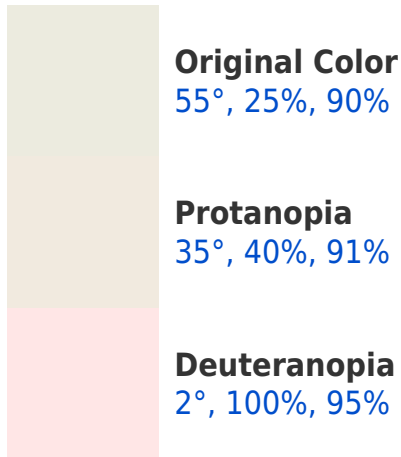 Original Color
55°, 25%, 90%
Protanopia
35°, 40%, 91%
Deuteranopia
2°, 100%, 95%